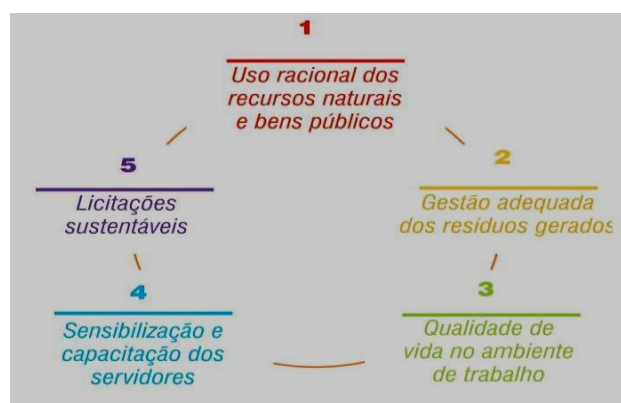 1
Uso racional dos
recursos naturais
e bens públicos
2
Gestão adequada
dos resíduos gerados
3
Qualidade de
vida no ambiente
de trabalho
4
Sensibilização e
capacitação dos
servidores
5
Licitações
sustentáveis